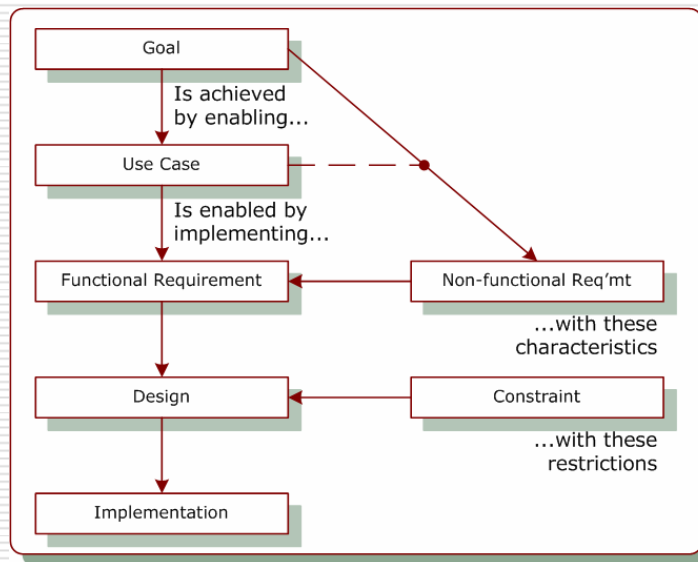 Goal
Is achieved
by enabling...
Use Case
Is enabled by
implementing...
Functional Requirement
Non-functional Req’mt
...with these
characteristics
Design
Constraint
...with these
restrictions
Implementation